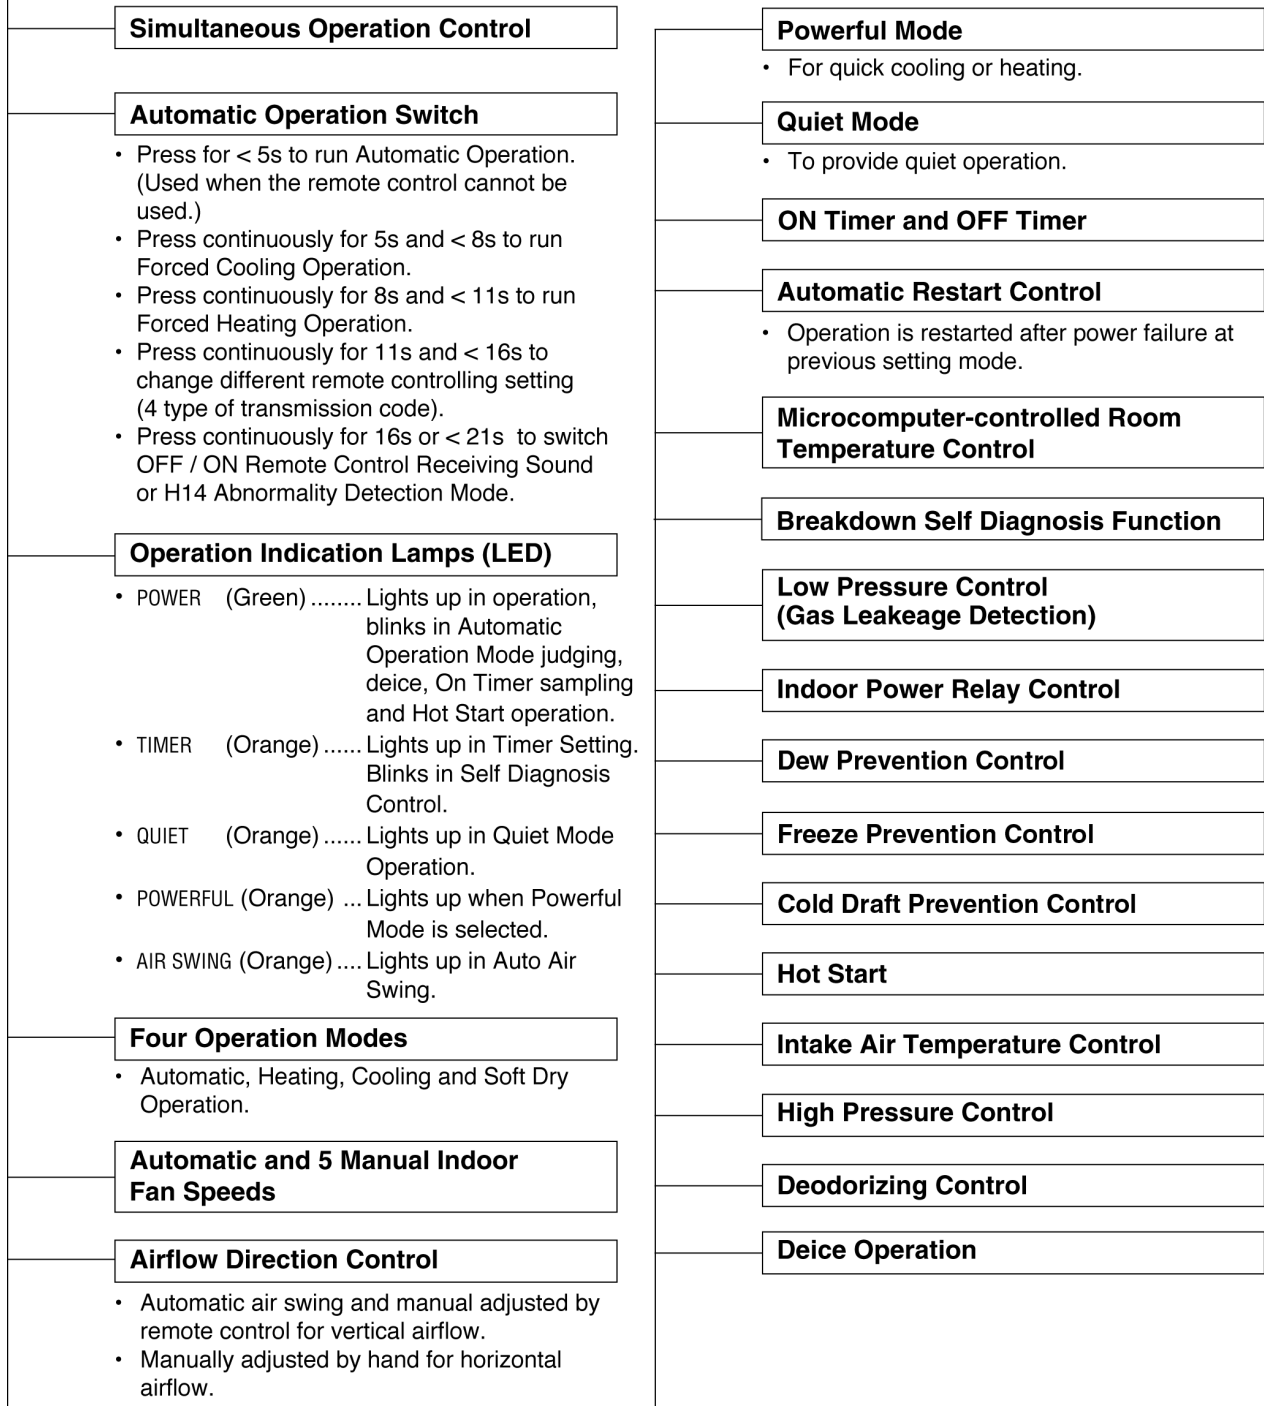 Simultaneous Operation Control
Automatic Operation Switch
• Press for < 5s to run Automatic Operation.
(Used when the remote control cannot be
used.)
• Press continuously for 5s and < 8s to run
Forced Cooling Operation.
• Press continuously for 8s and < 11s to run
Forced Heating Operation.
• Press continuously for 11s and < 16s to
change different remote controlling setting
(4 type of transmission code).
• Press continuously for 16s or < 21s to switch
OFF / ON Remote Control Receiving Sound
or H14 Abnormality Detection Mode.
Operation Indication Lamps (LED)
• POWER (Green) ........ Lights up in operation,
blinks in Automatic
Operation Mode judging,
deice, On Timer sampling
and Hot Start operation.
• TIMER (Orange) ...... Lights up in Timer Setting.
Blinks in Self Diagnosis
Control.
• QUIET (Orange) ...... Lights up in Quiet Mode
Operation.
• POWERFUL (Orange) ... Lights up when Powerful
Mode is selected.
• AIR SWING (Orange) .... Lights up in Auto Air
Swing.
Four Operation Modes
• Automatic, Heating, Cooling and Soft Dry
Operation.
Automatic and 5 Manual Indoor
Fan Speeds
Airflow Direction Control
• Automatic air swing and manual adjusted by
remote control for vertical airflow.
• Manually adjusted by hand for horizontal
airflow.
Powerful Mode
• For quick cooling or heating.
Quiet Mode
• To provide quiet operation.
ON Timer and OFF Timer
Automatic Restart Control
• Operation is restarted after power failure at
previous setting mode.
Microcomputer-controlled Room
Temperature Control
Breakdown Self Diagnosis Function
Low Pressure Control
(Gas Leakeage Detection)
Indoor Power Relay Control
Dew Prevention Control
Freeze Prevention Control
Cold Draft Prevention Control
Hot Start
Intake Air Temperature Control
High Pressure Control
Deodorizing Control
Deice Operation